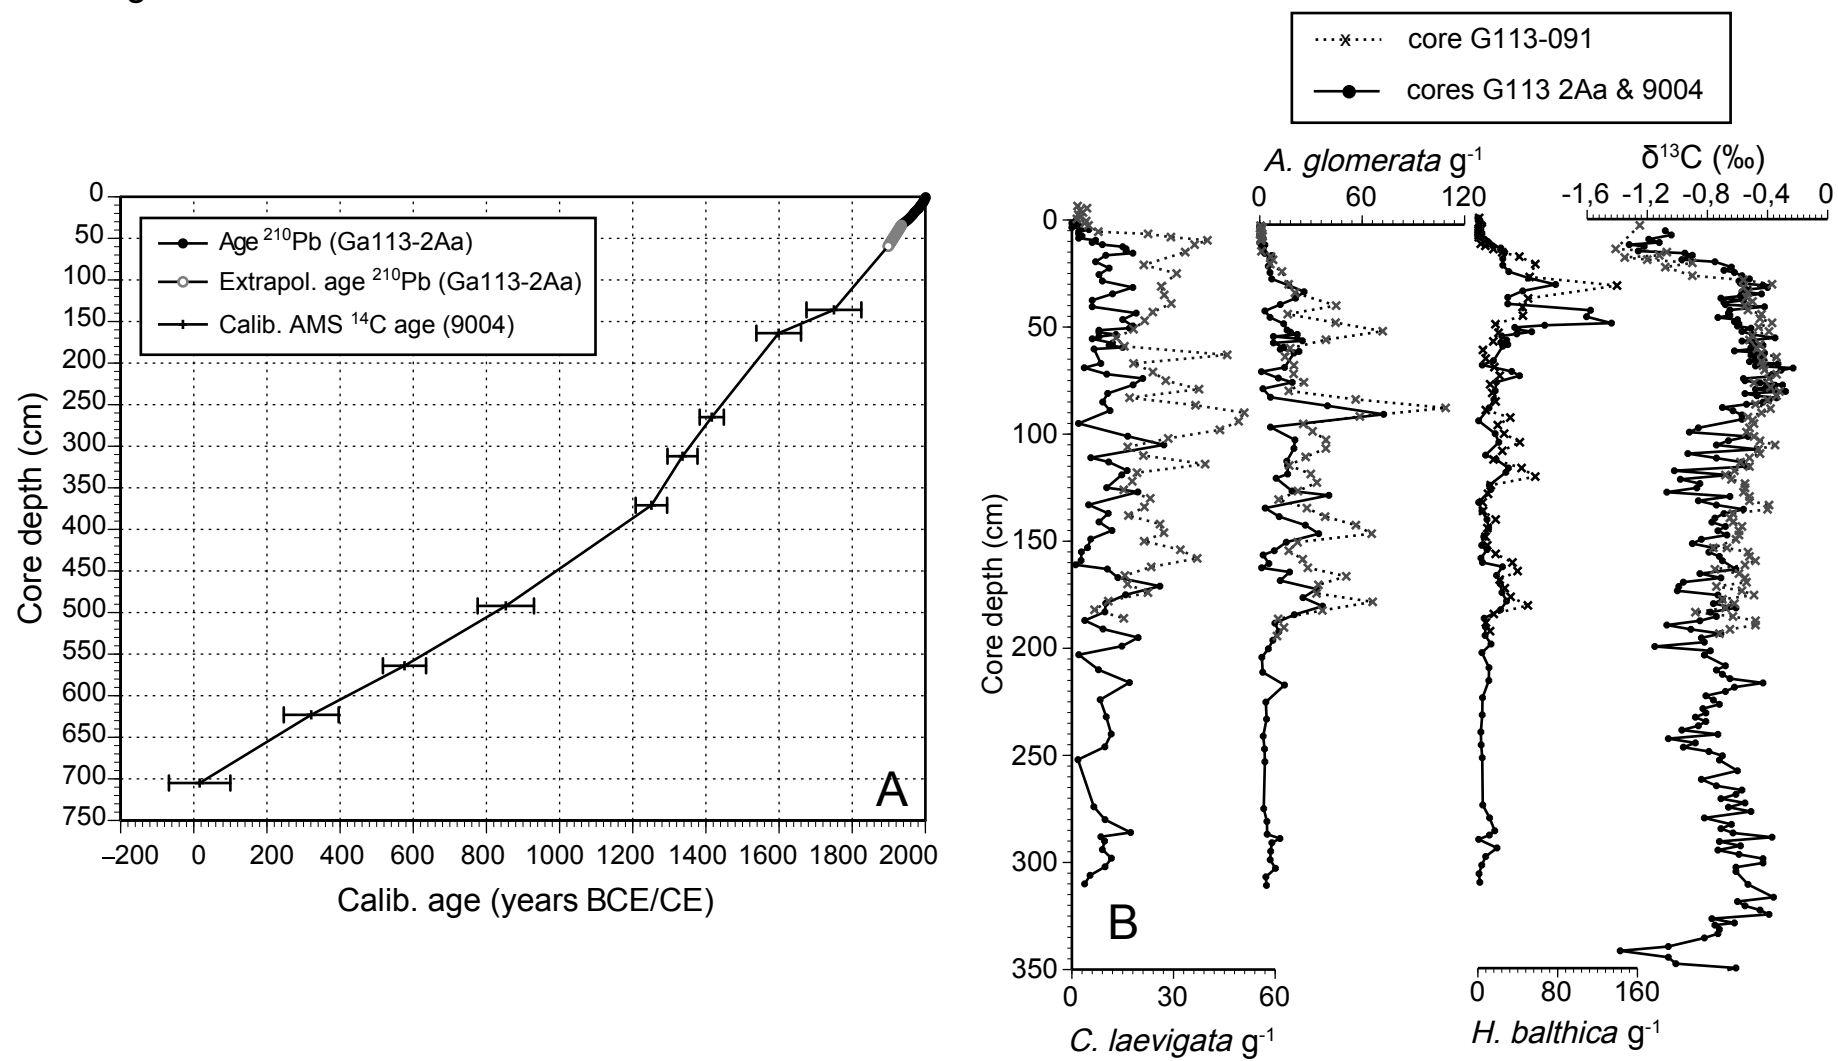 core G113-091
cores G113 2Aa & 9004
0
50
100
150
200
250
300
350
400
450
500
550
600
650
700
750
Core depth (cm)
Age ²¹⁰Pb (Ga113-2Aa)
Extrapol. age ²¹⁰Pb (Ga113-2Aa)
Calib. AMS ¹⁴C age (9004)
A
–200 0 200 400 600 800 1000 1200 1400 1600 1800 2000
Calib. age (years BCE/CE)
A. glomerata g⁻¹
0 60 120
δ¹³C (‰)
-1,6 -1,2 -0,8 -0,4 0
0
50
100
150
200
250
300
350
Core depth (cm)
B
0 30 60
C. laevigata g⁻¹
0 80 160
H. balthica g⁻¹